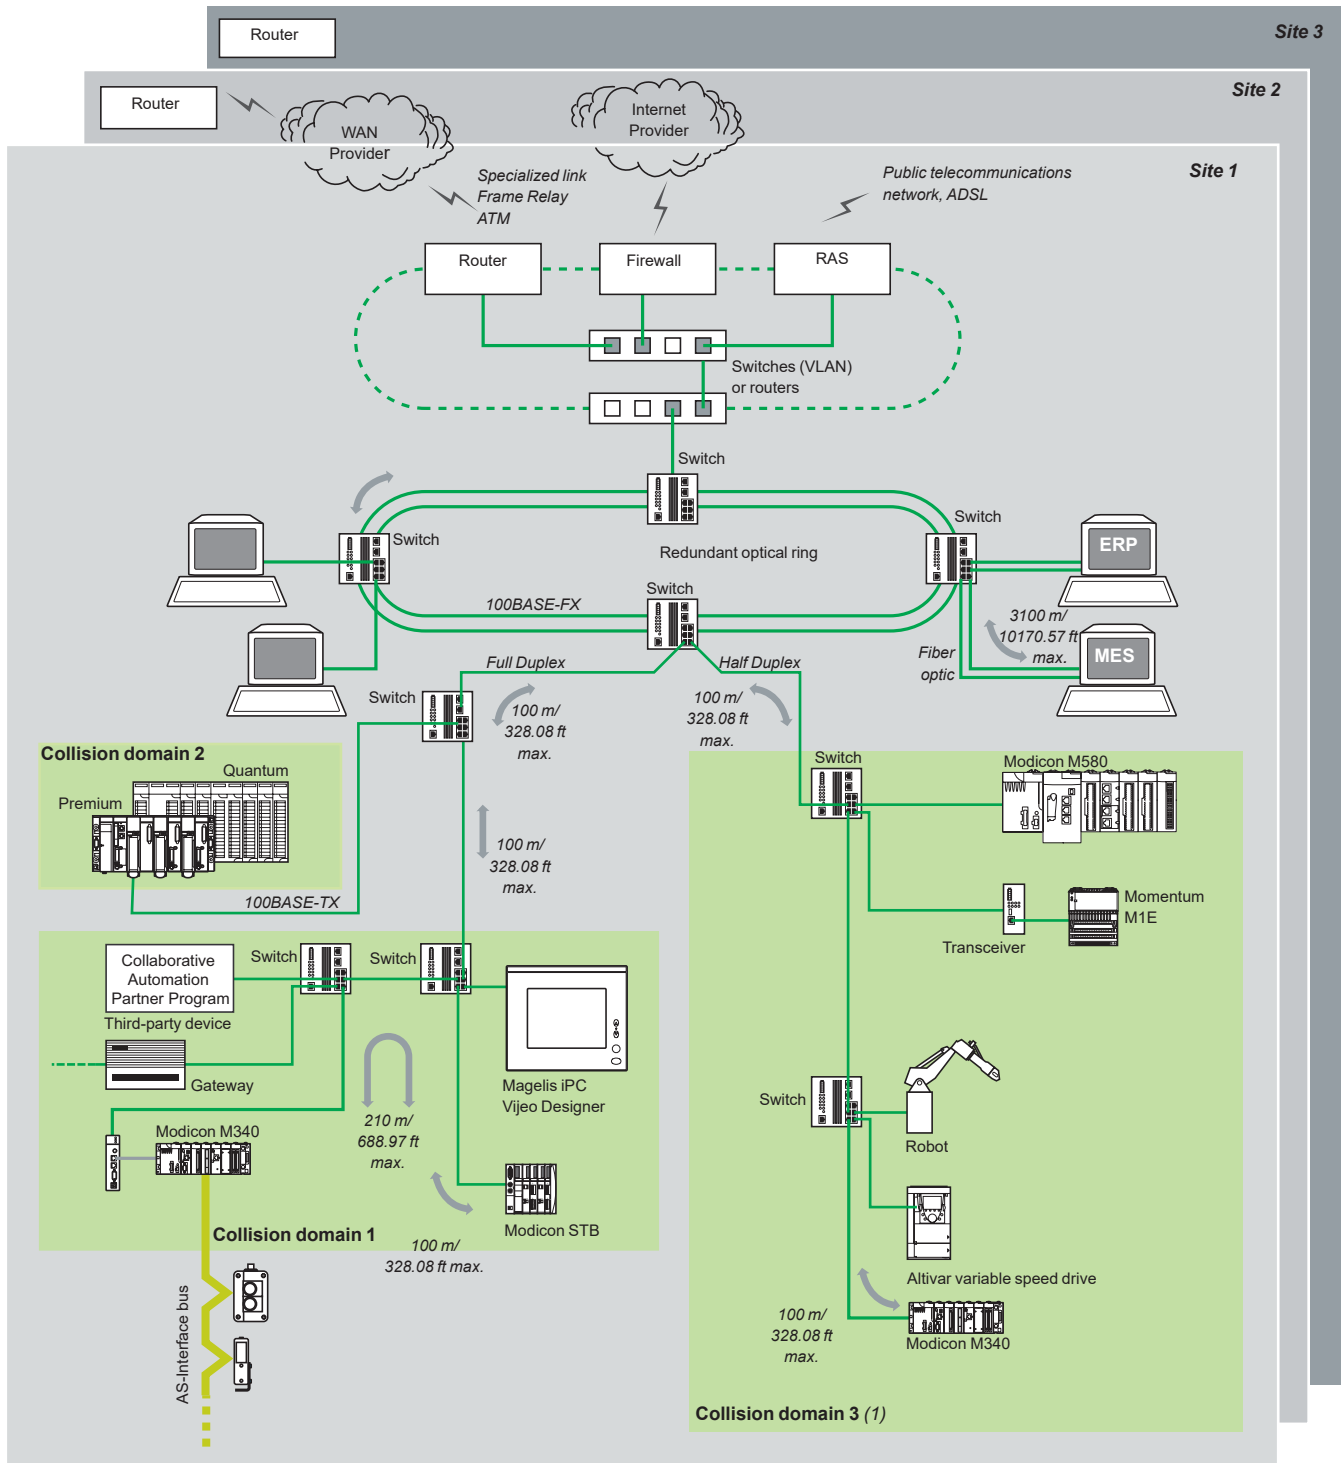 Router
Site 3
Router
Site 2
WAN
Provider
Internet
Provider
Site 1
Specialized link
Frame Relay
ATM
Public telecommunications
network, ADSL
Router
Firewall
RAS
Switches (VLAN)
or routers
Switch
Switch
Switch
ERP
Redundant optical ring
100BASE-FX
Switch
3100 m/
10170.57 ft
max.
MES
Fiber
optic
Full Duplex
Half Duplex
Switch
100 m/
328.08 ft
max.
100 m/
328.08 ft
max.
Collision domain 2
Quantum
Premium
Switch
Modicon M580
100 m/
328.08 ft
max.
100BASE-TX
Momentum
M1E
Transceiver
Collaborative
Automation
Partner Program
Switch
Switch
Third-party device
Gateway
Magelis iPC
Vijeo Designer
210 m/
688.97 ft
max.
Modicon M340
Switch
Robot
Modicon STB
Collision domain 1
100 m/
328.08 ft max.
Altivar variable speed drive
AS-Interface bus
100 m/
328.08 ft
max.
Modicon M340
Collision domain 3 (1)